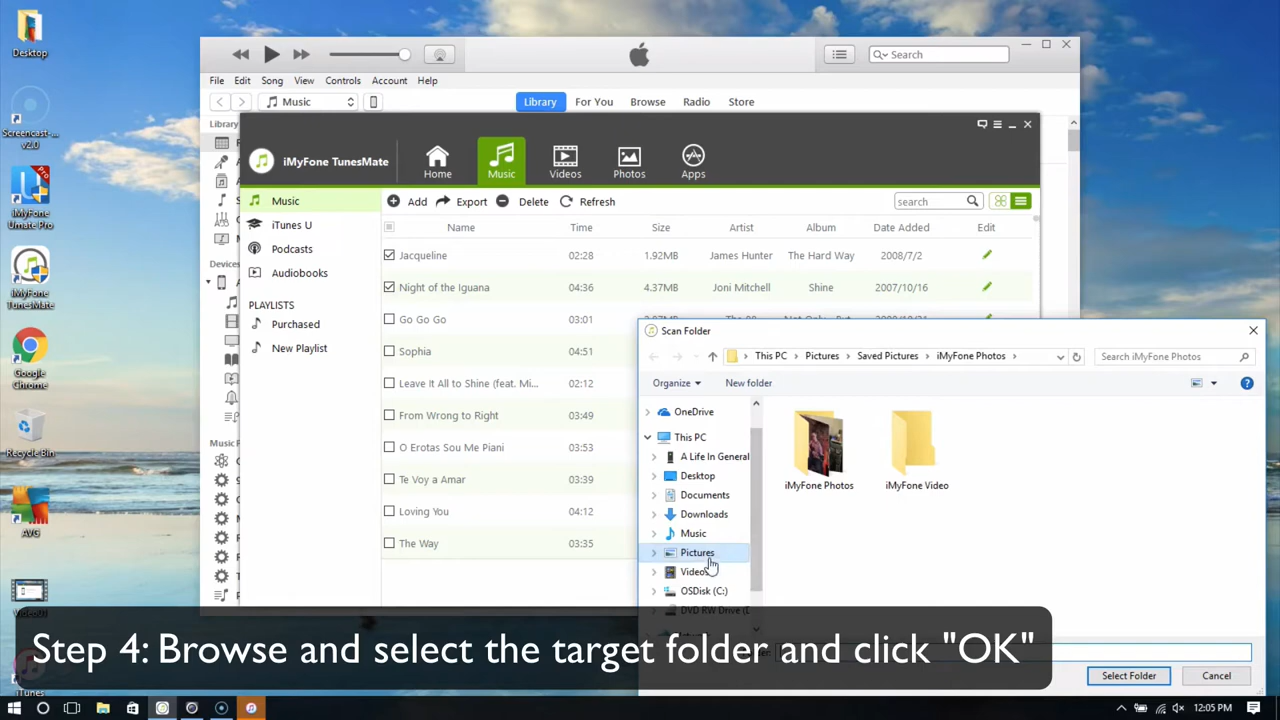 Desktop
Screencast-...
v2.0
iMyFone
Umate Pro
iMyFone
TunesMate
Google
Chrome
Recycle Bin
AVG
Search
File Edit Song View Controls Account Help
Music
Library For You Browse Radio Store
Library
iMyFone TunesMate
Home Music Videos Photos Apps
Music
iTunes U
Podcasts
Audiobooks
PLAYLISTS
Purchased
New Playlist
Add Export Delete Refresh
search
Name Time Size Artist Album Date Added Edit
Jacqueline 02:28 1.92MB James Hunter The Hard Way 2008/7/2
Night of the Iguana 04:36 4.37MB Joni Mitchell Shine 2007/10/16
Go Go Go 03:01
Sophia 04:51
Leave It All to Shine (feat. Mi... 02:12
From Wrong to Right 03:49
O Erotas Sou Me Piani 03:53
Te Voy a Amar 03:39
Loving You 04:12
The Way 03:35
Scan Folder
This PC Pictures Saved Pictures iMyFone Photos
Search iMyFone Photos
Organize New folder
OneDrive
This PC
A Life In General
Desktop
Documents
Downloads
Music
Pictures
Videos
OSDisk (C:)
DVD RW Drive (
iMyFone Photos
iMyFone Video
Select Folder Cancel
Step 4: Browse and select the target folder and click "OK"
iTunes
12:05 PM